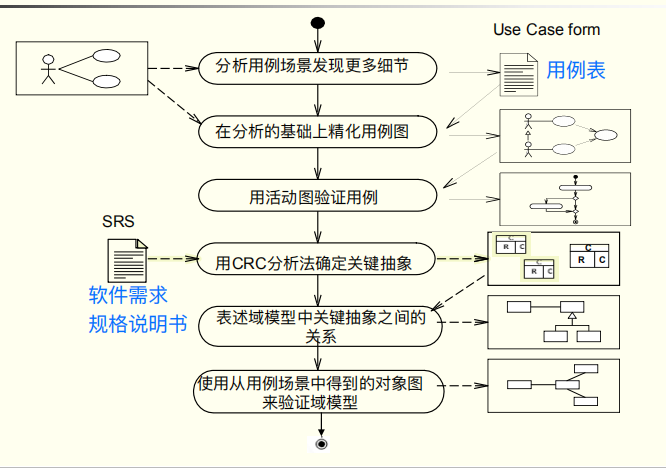 Use Case form
分析用例场景发现更多细节
用例表
在分析的基础上精化用例图
用活动图验证用例
SRS
软件需求
规格说明书
用CRC分析法确定关键抽象
C
R C
C
R C
C
R C
表述域模型中关键抽象之间的
关系
使用从用例场景中得到的对象图
来验证域模型